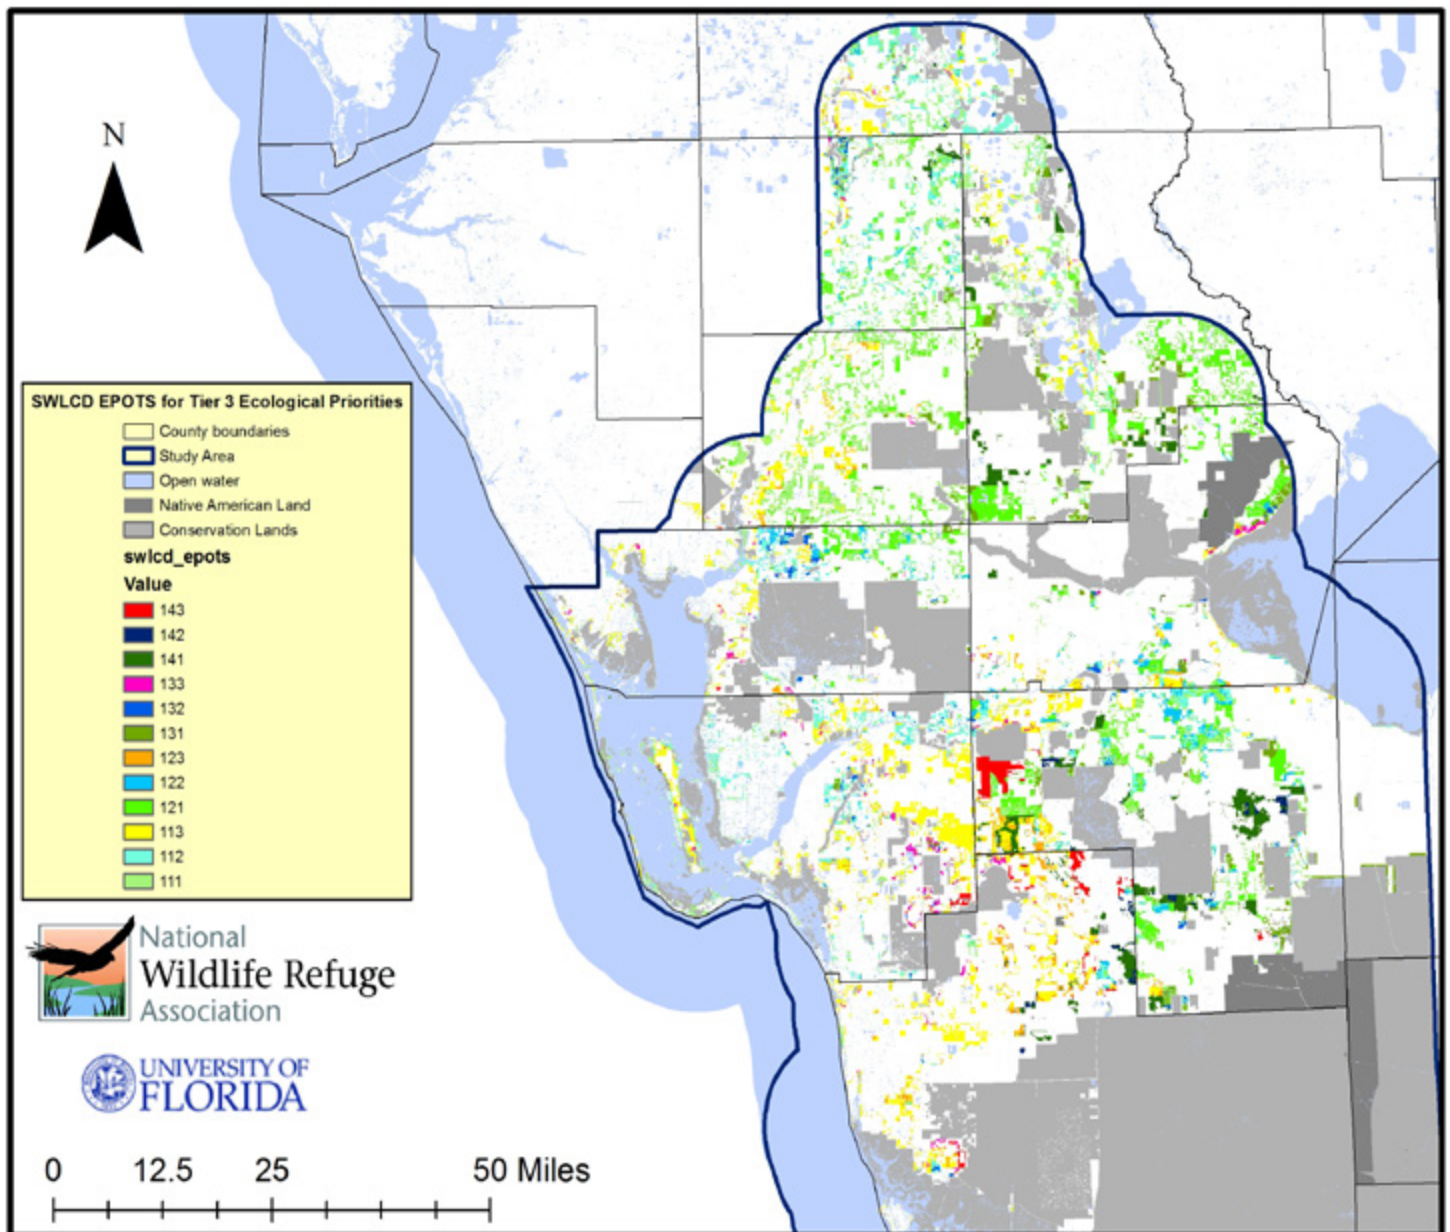 N
SWLCD EPOTS for Tier 3 Ecological Priorities
County boundaries
Study Area
Open water
Native American Land
Conservation Lands
swlcd_epots
Value
143
142
141
133
132
131
123
122
121
113
112
111
National
Wildlife Refuge
Association
UNIVERSITY OF
FLORIDA
0 12.5 25 50 Miles